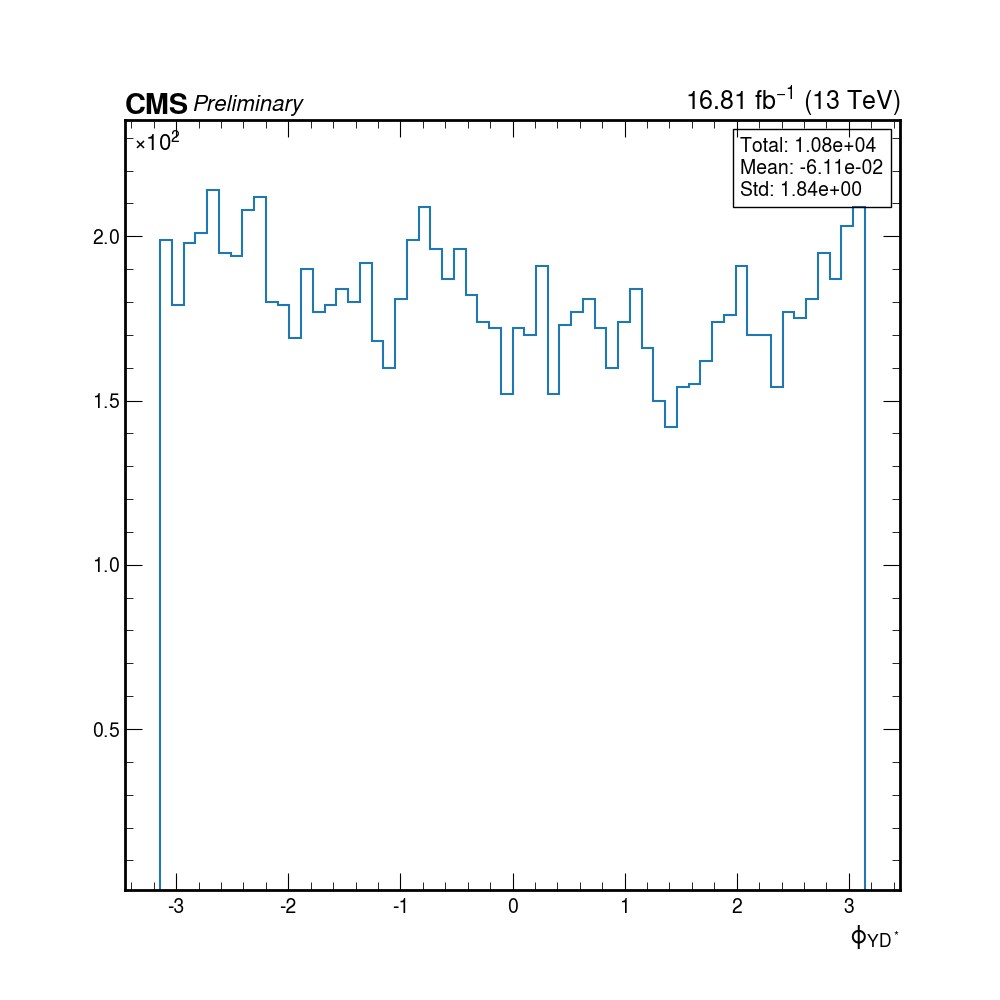 CMS Preliminary 16.81 fb⁻¹ (13 TeV)
×10²
Total: 1.08e+04
Mean: -6.11e-02
Std: 1.84e+00
2.0
1.5
1.0
0.5
-3 -2 -1 0 1 2 3
ϕYD*